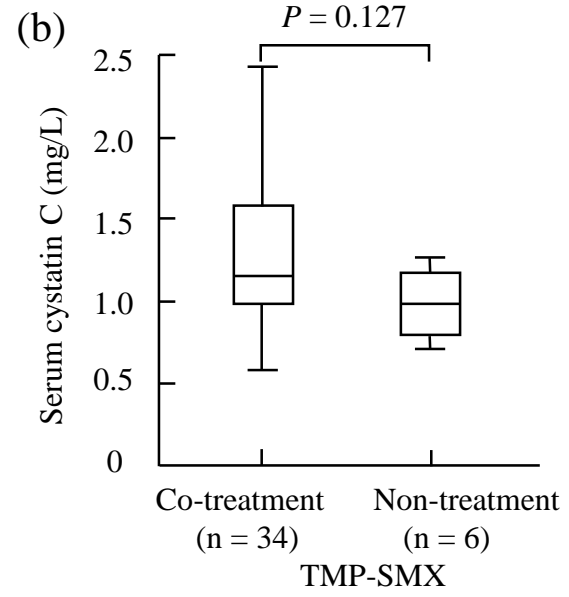 (b)
P = 0.127
Serum cystatin C (mg/L)
2.5
2.0
1.5
1.0
0.5
0
Co-treatment Non-treatment
(n = 34) (n = 6)
TMP-SMX